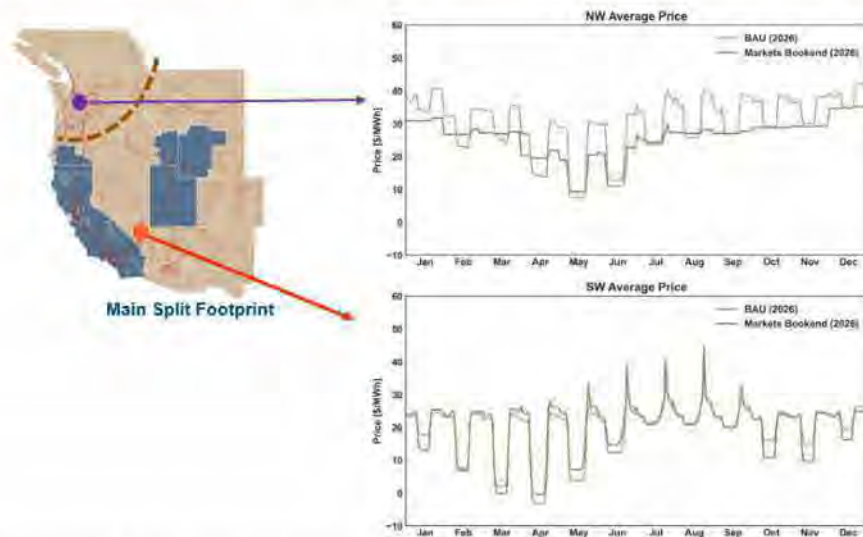 Main Split Footprint
NW Average Price
60
50
40
30
20
10
0
-10
Price [$/MWh]
BAU (2026)
Markets Bookend (2026)
Jan Feb Mar Apr May Jun Jul Aug Sep Oct Nov Dec
SW Average Price
60
50
40
30
20
10
0
-10
Price [$/MWh]
BAU (2026)
Markets Bookend (2026)
Jan Feb Mar Apr May Jun Jul Aug Sep Oct Nov Dec